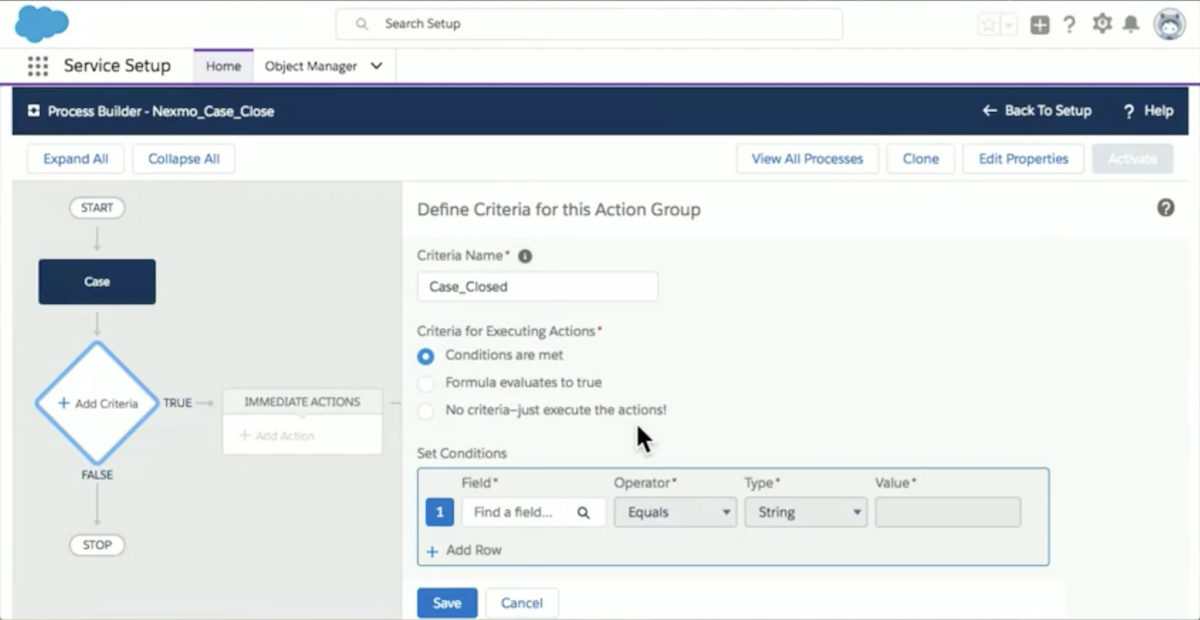 Search Setup
Service Setup
Home
Object Manager
Process Builder - Nexmo_Case_Close
Back To Setup
? Help
Expand All
Collapse All
View All Processes
Clone
Edit Properties
Activate
START
Case
+ Add Criteria
TRUE
IMMEDIATE ACTIONS
+ Add Action
FALSE
STOP
Define Criteria for this Action Group
Criteria Name*
Case_Closed
Criteria for Executing Actions*
Conditions are met
Formula evaluates to true
No criteria–just execute the actions!
Set Conditions
Field* Operator* Type* Value*
1 Find a field... Equals String
+ Add Row
Save Cancel